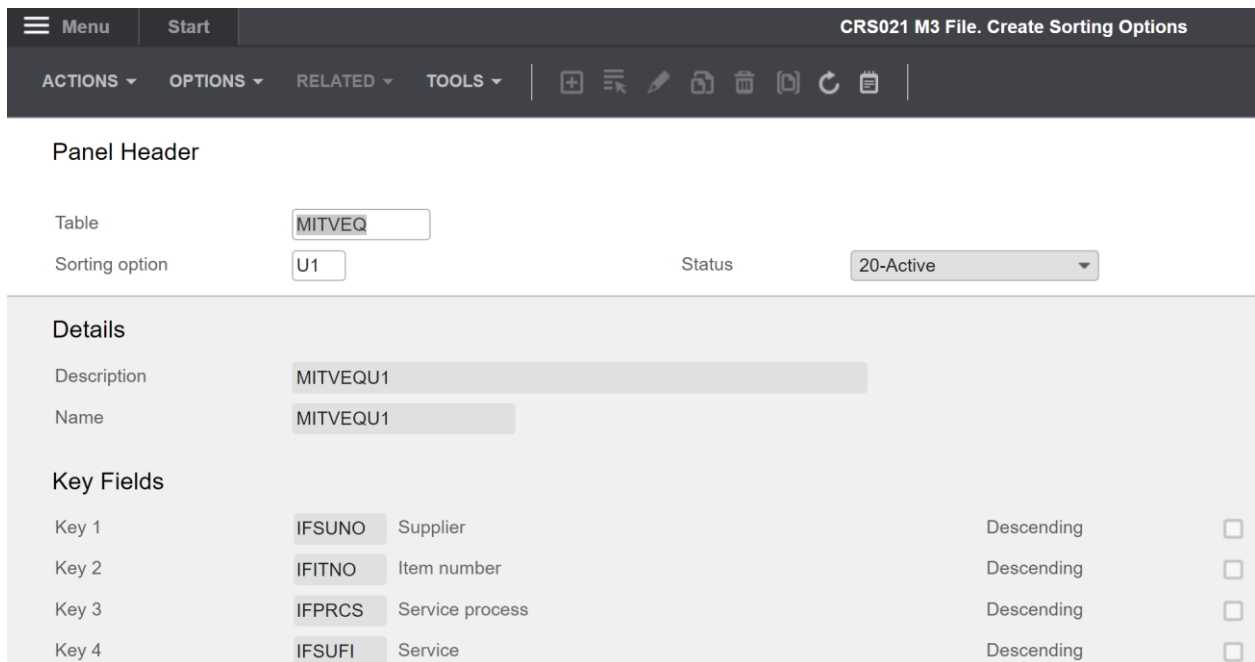 Menu Start CRS021 M3 File. Create Sorting Options
ACTIONS OPTIONS RELATED TOOLS
Panel Header
Table MITVEQ
Sorting option U1 Status 20-Active
Details
Description MITVEQU1
Name MITVEQU1
Key Fields
Key 1 IFSUNO Supplier Descending
Key 2 IFITNO Item number Descending
Key 3 IFPRCS Service process Descending
Key 4 IFSUFI Service Descending